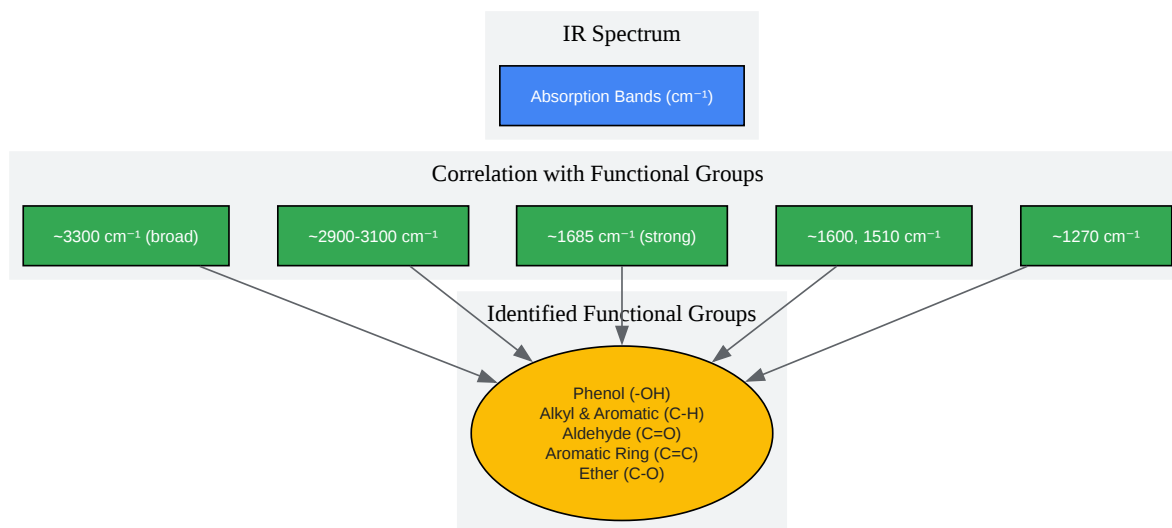 IR Spectrum
Absorption Bands (cm⁻¹)
Correlation with Functional Groups
~3300 cm⁻¹ (broad)
~2900-3100 cm⁻¹
~1685 cm⁻¹ (strong)
~1600, 1510 cm⁻¹
~1270 cm⁻¹
Identified Functional Groups
Phenol (-OH)
Alkyl & Aromatic (C-H)
Aldehyde (C=O)
Aromatic Ring (C=C)
Ether (C-O)